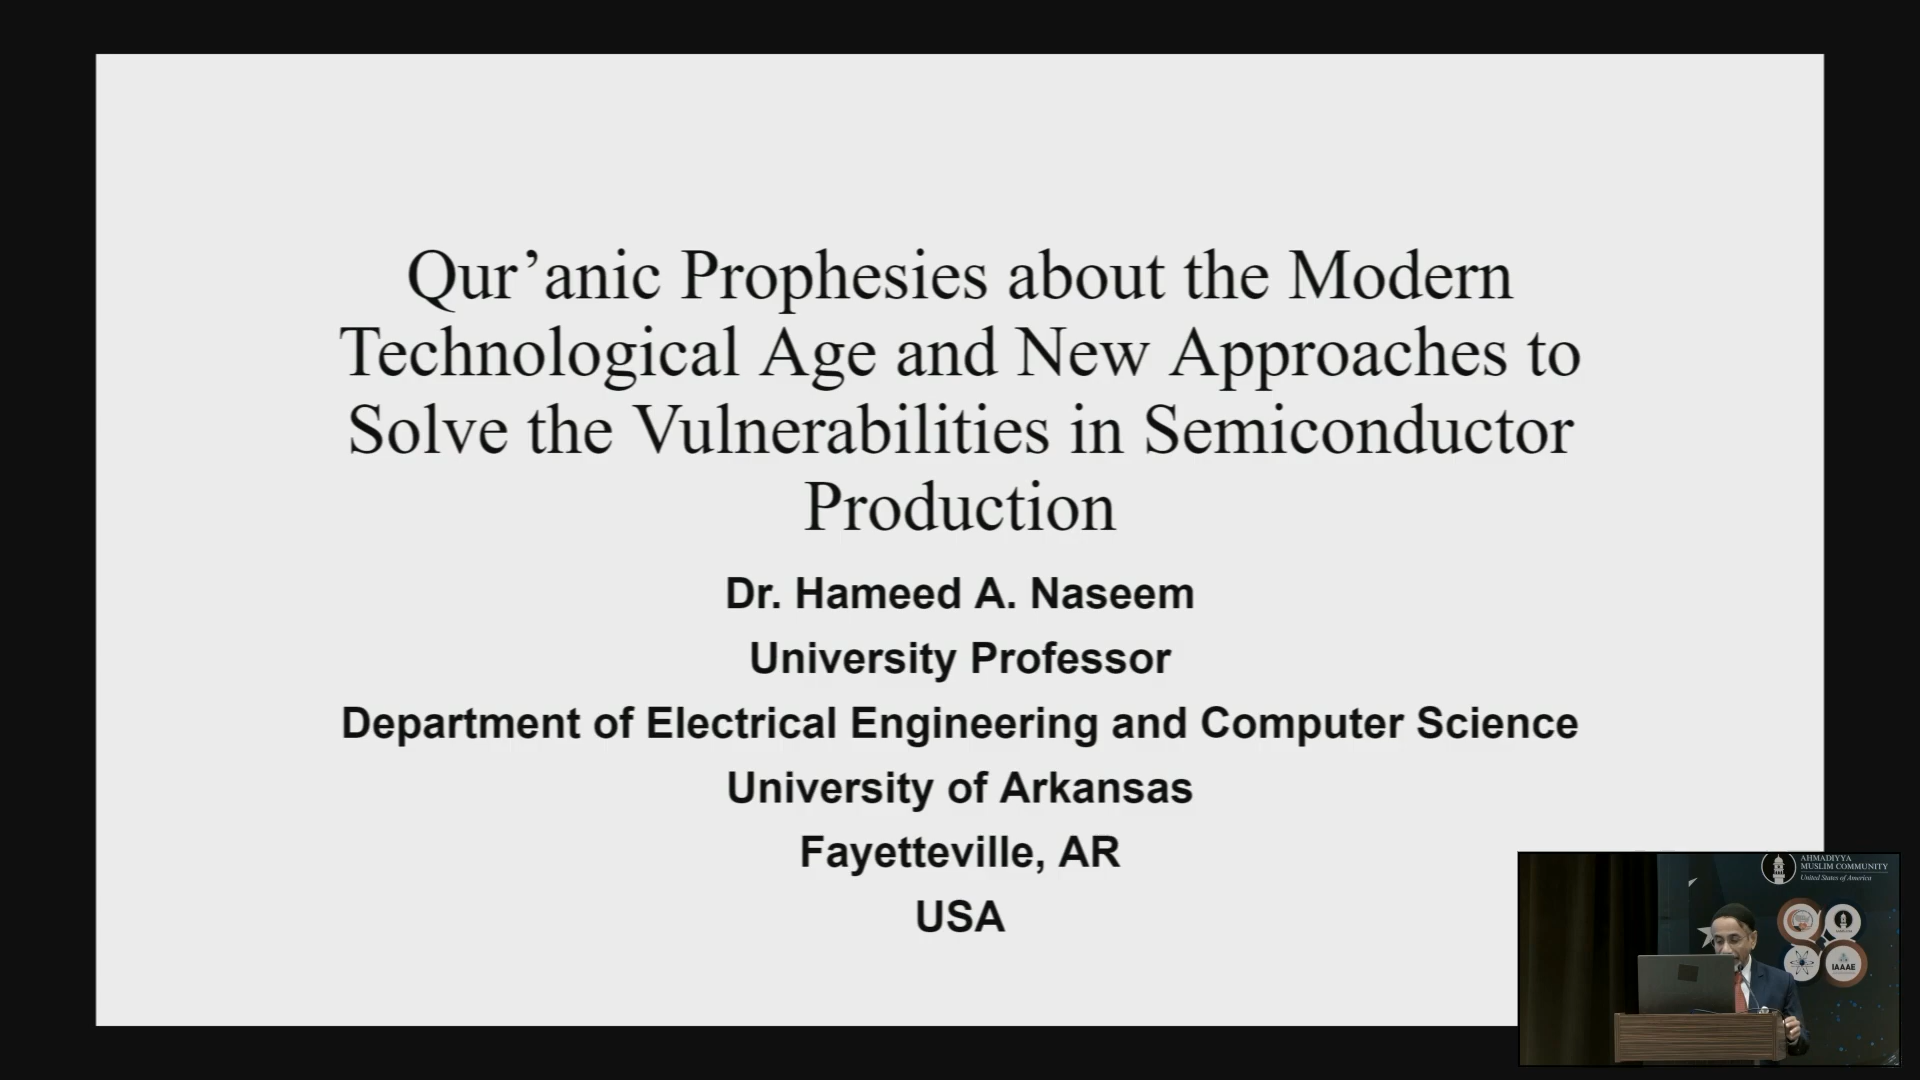 Qur’anic Prophesies about the Modern
Technological Age and New Approaches to
Solve the Vulnerabilities in Semiconductor
Production
Dr. Hameed A. Naseem
University Professor
Department of Electrical Engineering and Computer Science
University of Arkansas
Fayetteville, AR
USA
AHMADIYYA
MUSLIM COMMUNITY
United States of America
IAAAE